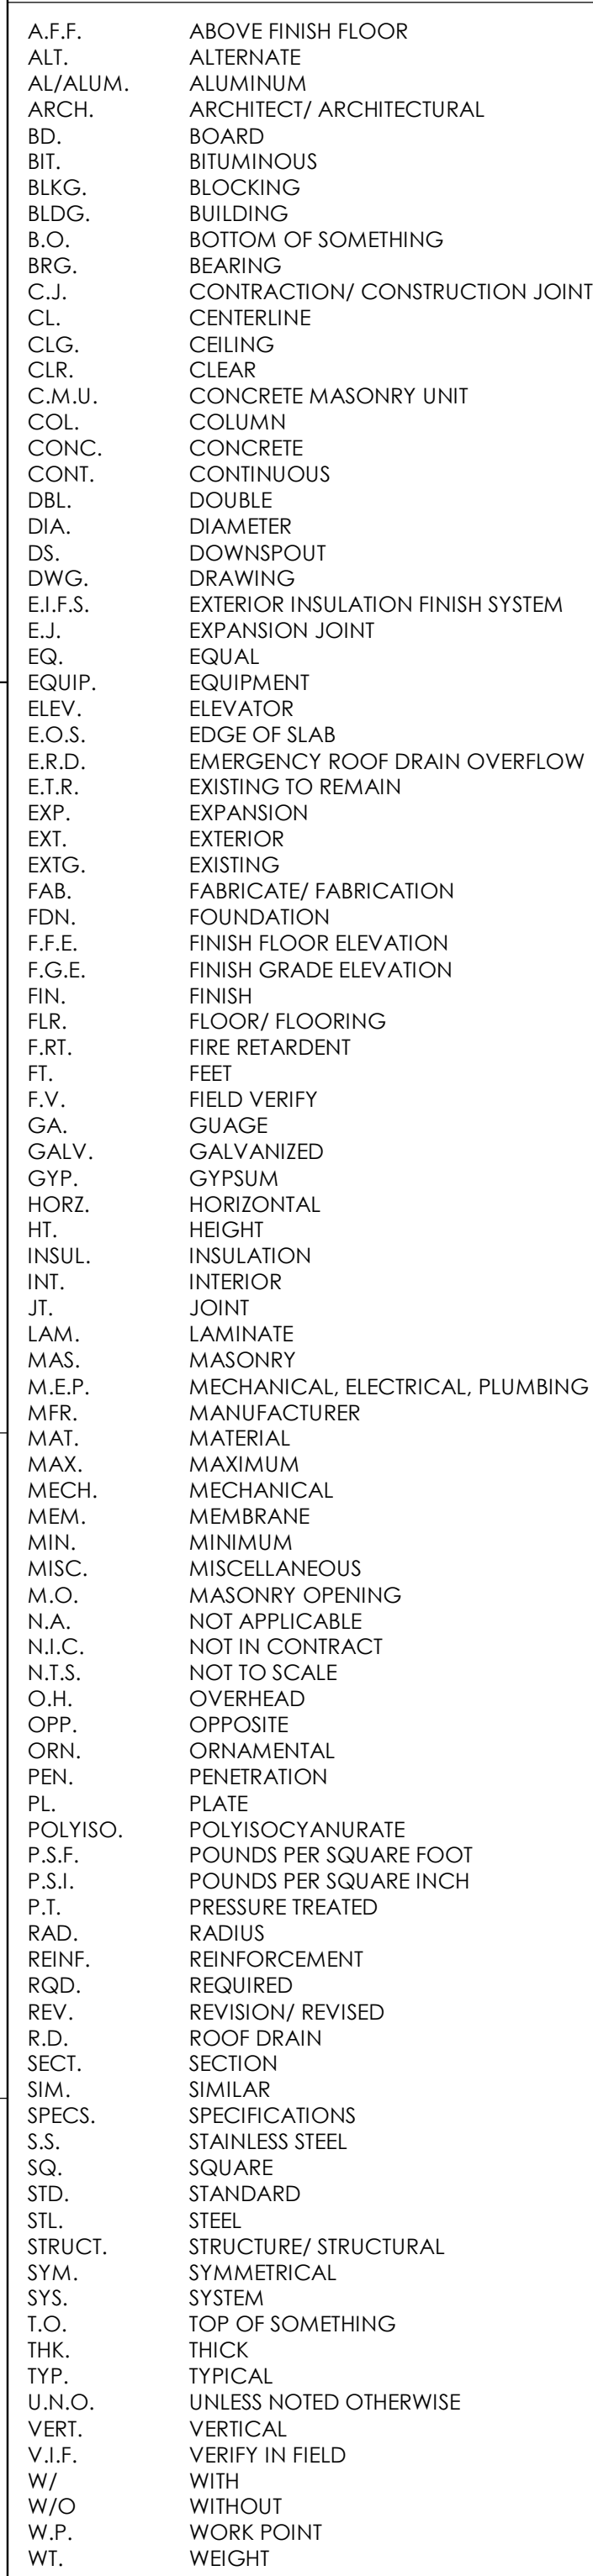 A.F.F. ABOVE FINISH FLOOR
ALT. ALTERNATE
AL/ALUM. ALUMINUM
ARCH. ARCHITECT/ ARCHITECTURAL
BD. BOARD
BIT. BITUMINOUS
BLKG. BLOCKING
BLDG. BUILDING
B.O. BOTTOM OF SOMETHING
BRG. BEARING
C.J. CONTRACTION/ CONSTRUCTION JOINT
CL. CENTERLINE
CLG. CEILING
CLR. CLEAR
C.M.U. CONCRETE MASONRY UNIT
COL. COLUMN
CONC. CONCRETE
CONT. CONTINUOUS
DBL. DOUBLE
DIA. DIAMETER
DS. DOWNSPOUT
DWG. DRAWING
E.I.F.S. EXTERIOR INSULATION FINISH SYSTEM
E.J. EXPANSION JOINT
EQ. EQUAL
EQUIP. EQUIPMENT
ELEV. ELEVATOR
E.O.S. EDGE OF SLAB
E.R.D. EMERGENCY ROOF DRAIN OVERFLOW
E.T.R. EXISTING TO REMAIN
EXP. EXPANSION
EXT. EXTERIOR
EXTG. EXISTING
FAB. FABRICATE/ FABRICATION
FDN. FOUNDATION
F.F.E. FINISH FLOOR ELEVATION
F.G.E. FINISH GRADE ELEVATION
FIN. FINISH
FLR. FLOOR/ FLOORING
F.RT. FIRE RETARDENT
FT. FEET
F.V. FIELD VERIFY
GA. GUAGE
GALV. GALVANIZED
GYP. GYPSUM
HORZ. HORIZONTAL
HT. HEIGHT
INSUL. INSULATION
INT. INTERIOR
JT. JOINT
LAM. LAMINATE
MAS. MASONRY
M.E.P. MECHANICAL, ELECTRICAL, PLUMBING
MFR. MANUFACTURER
MAT. MATERIAL
MAX. MAXIMUM
MECH. MECHANICAL
MEM. MEMBRANE
MIN. MINIMUM
MISC. MISCELLANEOUS
M.O. MASONRY OPENING
N.A. NOT APPLICABLE
N.I.C. NOT IN CONTRACT
N.T.S. NOT TO SCALE
O.H. OVERHEAD
OPP. OPPOSITE
ORN. ORNAMENTAL
PEN. PENETRATION
PL. PLATE
POLYISO. POLYISOCYANURATE
P.S.F. POUNDS PER SQUARE FOOT
P.S.I. POUNDS PER SQUARE INCH
P.T. PRESSURE TREATED
RAD. RADIUS
REINF. REINFORCEMENT
RQD. REQUIRED
REV. REVISION/ REVISED
R.D. ROOF DRAIN
SECT. SECTION
SIM. SIMILAR
SPECS. SPECIFICATIONS
S.S. STAINLESS STEEL
SQ. SQUARE
STD. STANDARD
STL. STEEL
STRUCT. STRUCTURE/ STRUCTURAL
SYM. SYMMETRICAL
SYS. SYSTEM
T.O. TOP OF SOMETHING
THK. THICK
TYP. TYPICAL
U.N.O. UNLESS NOTED OTHERWISE
VERT. VERTICAL
V.I.F. VERIFY IN FIELD
W/ WITH
W/O WITHOUT
W.P. WORK POINT
WT. WEIGHT